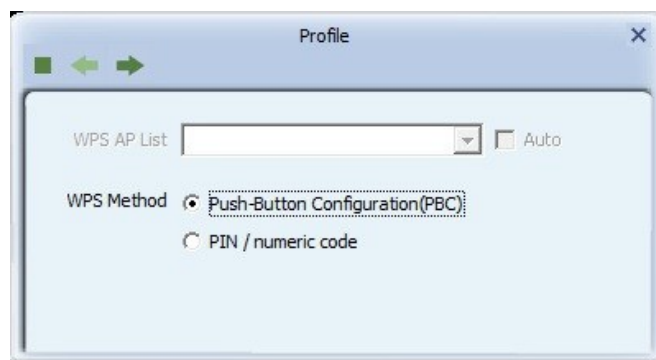 Profile
WPS AP List
Auto
WPS Method
Push-Button Configuration(PBC)
PIN / numeric code